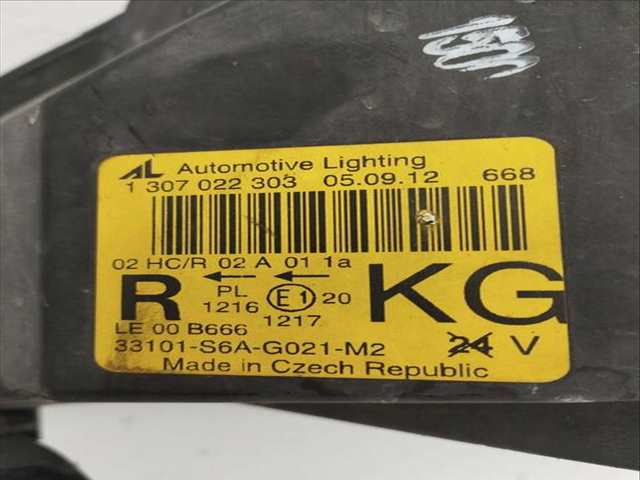 AL Automotive Lighting
1 307 022 303 05.09.12 668
02 HC/R 02 A 01 1a
R PL E1 20 KG
1216
1217
LE 00 B666
33101-S6A-G021-M2 24 V
Made in Czech Republic